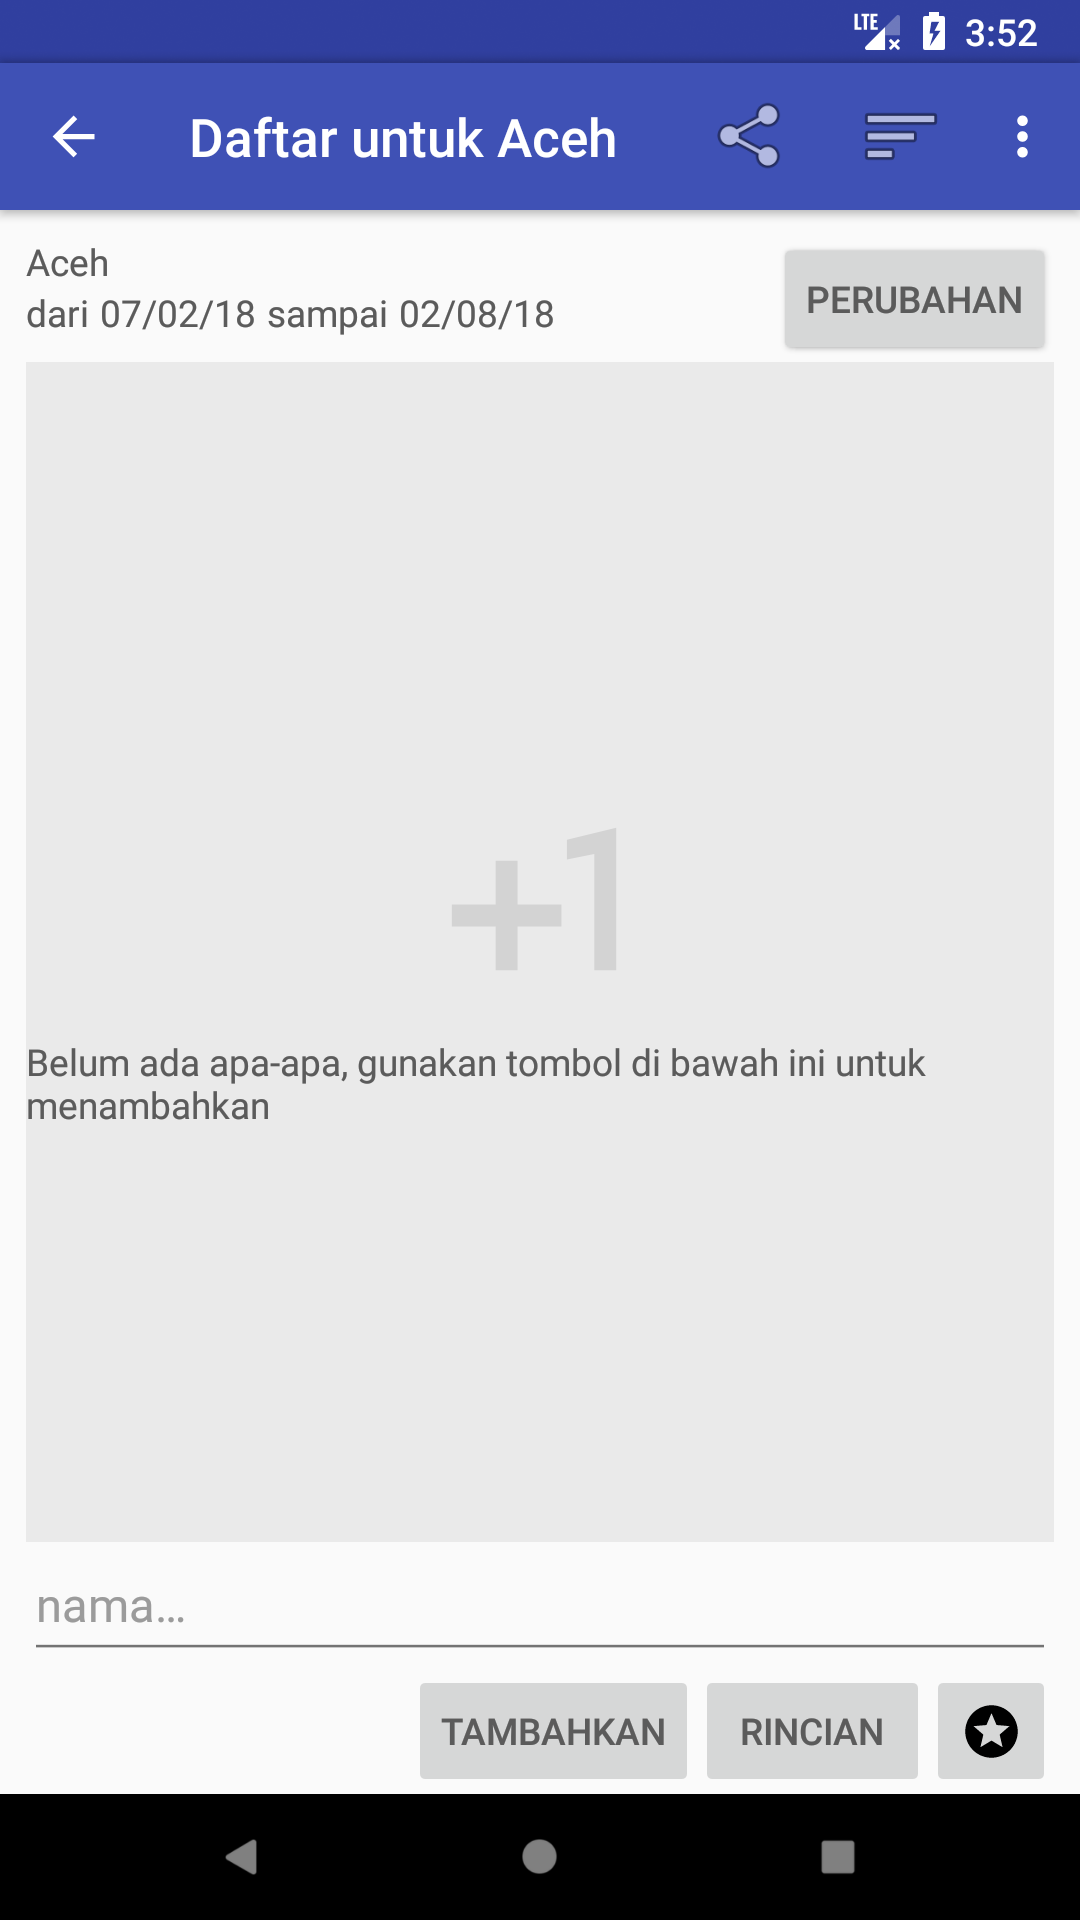 LTE 3:52
Daftar untuk Aceh
Aceh
dari 07/02/18 sampai 02/08/18
PERUBAHAN
+1
Belum ada apa-apa, gunakan tombol di bawah ini untuk
menambahkan
nama...
TAMBAHKAN RINCIAN